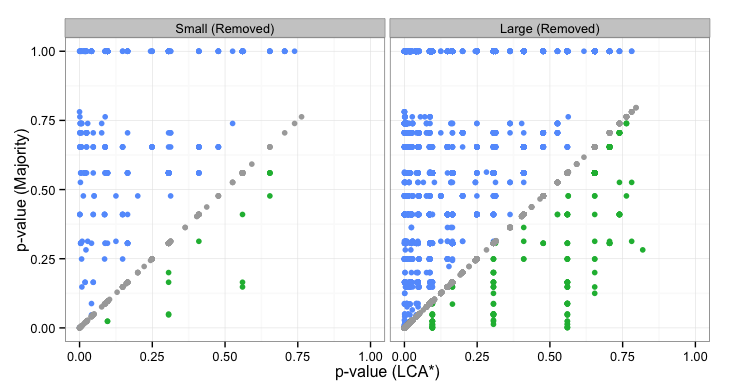 Small (Removed) Large (Removed)
p-value (Majority)
1.00
0.75
0.50
0.25
0.00
0.00 0.25 0.50 0.75 1.00 0.00 0.25 0.50 0.75 1.00
p-value (LCA*)